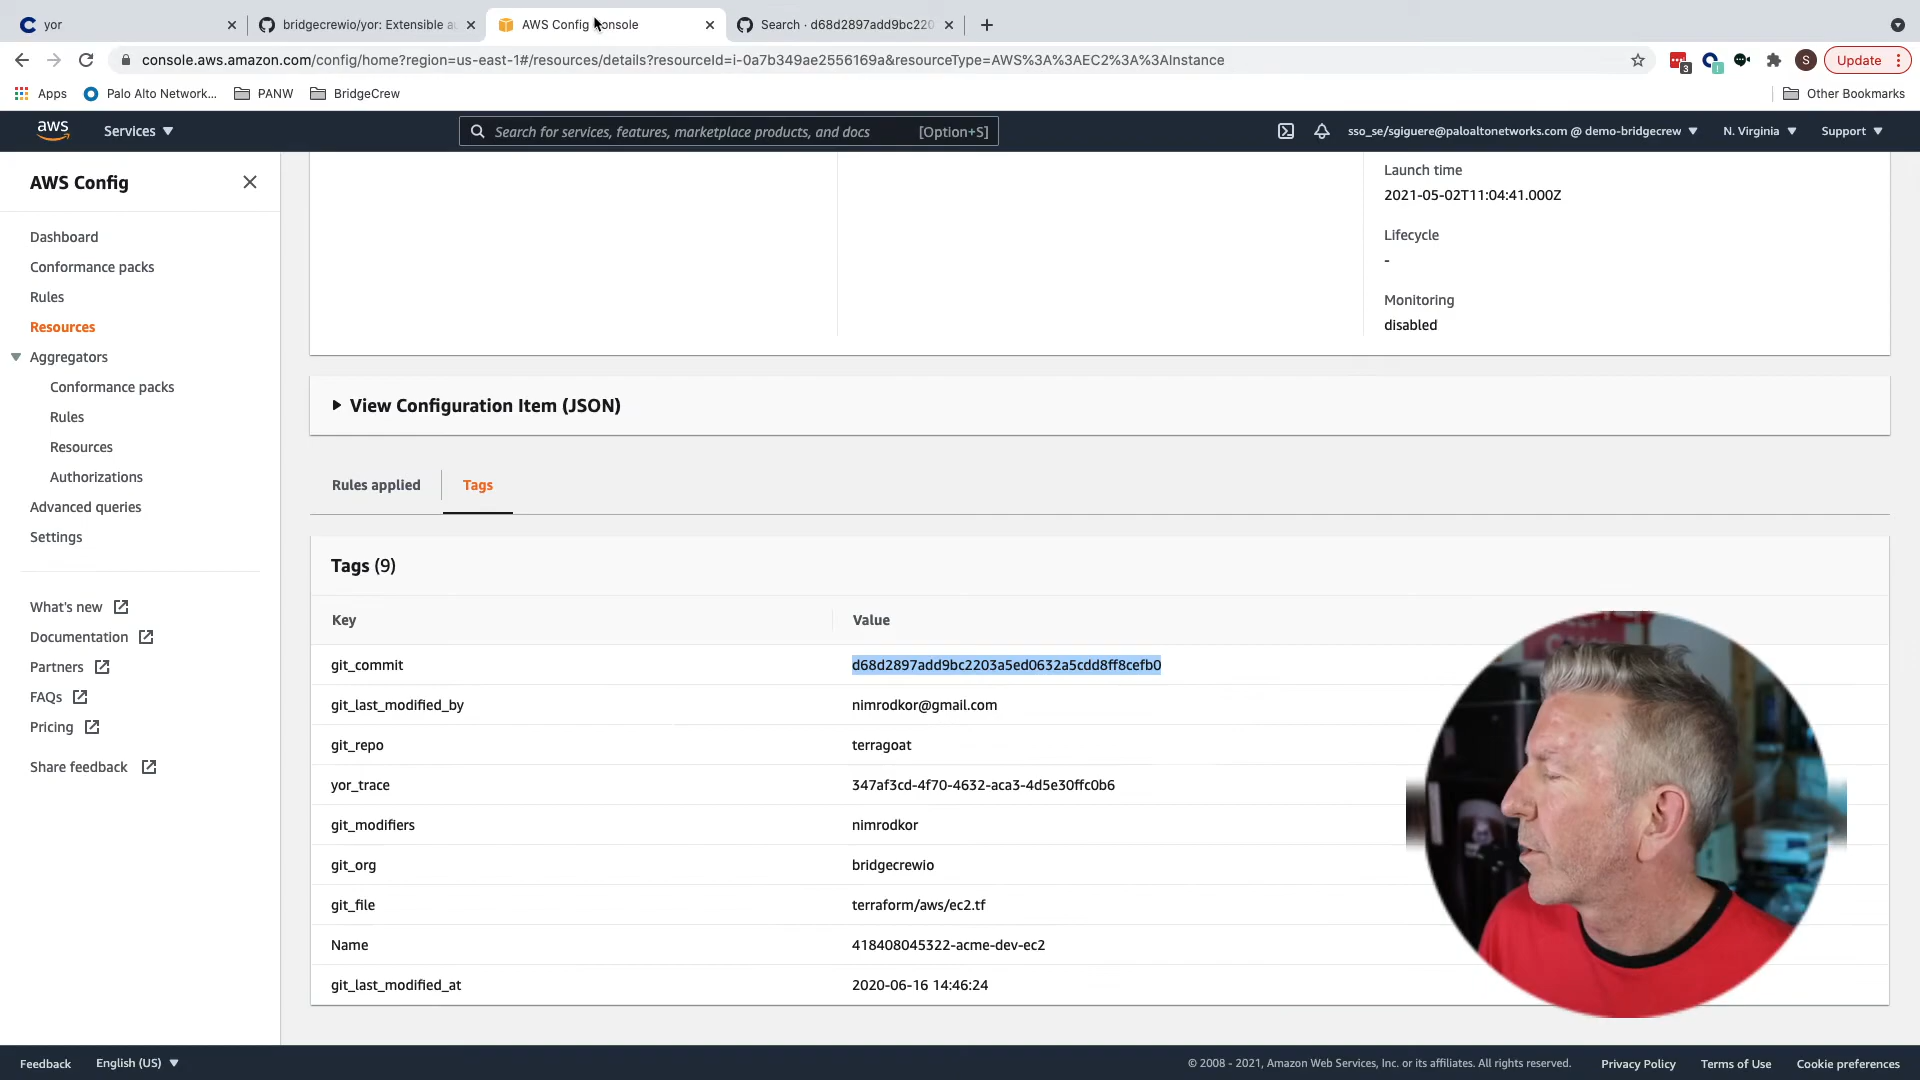 yor
bridgecrewio/yor: Extensible au
AWS Config Console
Search · d68d2897add9bc220
console.aws.amazon.com/config/home?region=us-east-1#/resources/details?resourceId=i-0a7b349ae2556169a&resourceType=AWS%3A%3AEC2%3A%3AInstance
3
S
Update
Apps
Palo Alto Network...
PANW
BridgeCrew
Other Bookmarks
aws
Services
Search for services, features, marketplace products, and docs
[Option+S]
sso_se/sgiguere@paloaltonetworks.com @ demo-bridgecrew
N. Virginia
Support
AWS Config
Dashboard
Conformance packs
Rules
Resources
Aggregators
Conformance packs
Rules
Resources
Authorizations
Advanced queries
Settings
What's new
Documentation
Partners
FAQs
Pricing
Share feedback
Launch time
2021-05-02T11:04:41.000Z
Lifecycle
-
Monitoring
disabled
View Configuration Item (JSON)
Rules applied
Tags
Tags (9)
Key Value
git_commit d68d2897add9bc2203a5ed0632a5cdd8ff8cefb0
git_last_modified_by nimrodkor@gmail.com
git_repo terragoat
yor_trace 347af3cd-4f70-4632-aca3-4d5e30ffc0b6
git_modifiers nimrodkor
git_org bridgecrewio
git_file terraform/aws/ec2.tf
Name 418408045322-acme-dev-ec2
git_last_modified_at 2020-06-16 14:46:24
Feedback
English (US)
© 2008 - 2021, Amazon Web Services, Inc. or its affiliates. All rights reserved.
Privacy Policy
Terms of Use
Cookie preferences